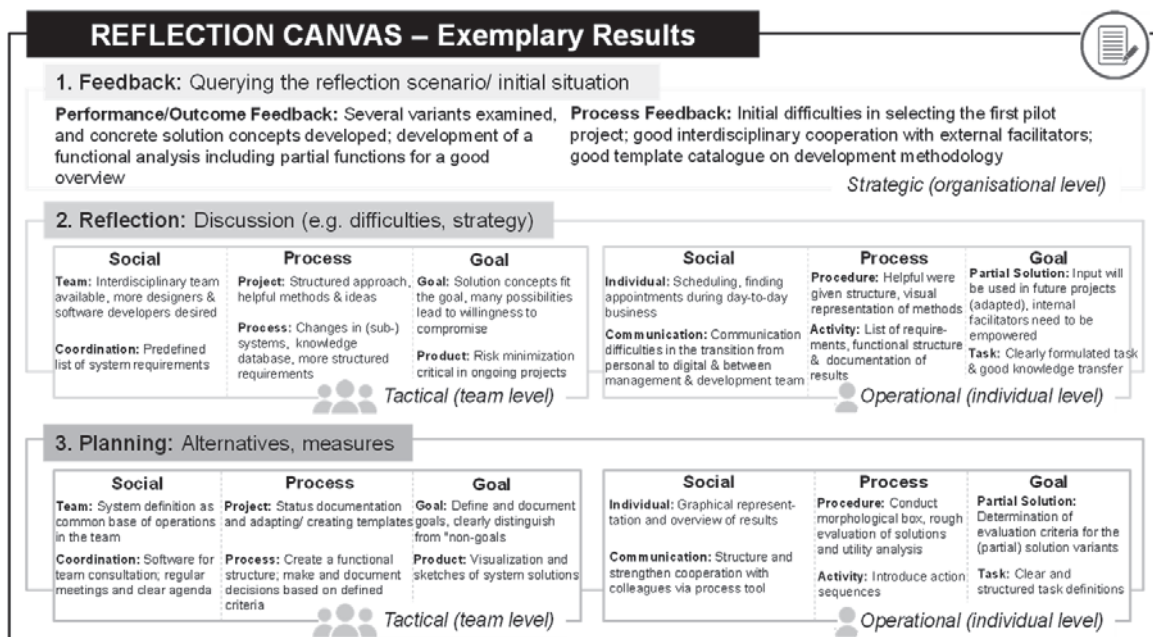 REFLECTION CANVAS – Exemplary Results
1. Feedback: Querying the reflection scenario/ initial situation
Performance/Outcome Feedback: Several variants examined,
and concrete solution concepts developed; development of a
functional analysis including partial functions for a good
overview
Process Feedback: Initial difficulties in selecting the first pilot
project; good interdisciplinary cooperation with external facilitators;
good template catalogue on development methodology
Strategic (organisational level)
2. Reflection: Discussion (e.g. difficulties, strategy)
Social
Team: Interdisciplinary team
available, more designers &
software developers desired
Coordination: Predefined
list of system requirements
Process
Project: Structured approach,
helpful methods & ideas
Process: Changes in (sub-)
systems, knowledge
database, more structured
requirements
Goal
Goal: Solution concepts fit
the goal, many possibilities
lead to willingness to
compromise
Product: Risk minimization
critical in ongoing projects
Tactical (team level)
Social
Individual: Scheduling, finding
appointments during day-to-day
business
Communication: Communication
difficulties in the transition from
personal to digital & between
management & development team
Process
Procedure: Helpful were
given structure, visual
representation of methods
Activity: List of require-
ments, functional structure
& documentation of
results
Goal
Partial Solution: Input will
be used in future projects
(adapted), internal
facilitators need to be
empowered
Task: Clearly formulated task
& good knowledge transfer
Operational (individual level)
3. Planning: Alternatives, measures
Social
Team: System definition as
common base of operations
in the team
Coordination: Software for
team consultation; regular
meetings and clear agenda
Process
Project: Status documentation
and adapting/ creating templates
Process: Create a functional
structure; make and document
decisions based on defined
criteria
Goal
Goal: Define and document
goals, clearly distinguish
from "non-goals
Product: Visualization and
sketches of system solutions
Tactical (team level)
Social
Individual: Graphical represent-
tation and overview of results
Communication: Structure and
strengthen cooperation with
colleagues via process tool
Process
Procedure: Conduct
morphological box, rough
evaluation of solutions
and utility analysis
Activity: Introduce action
sequences
Goal
Partial Solution:
Determination of
evaluation criteria for the
(partial) solution variants
Task: Clear and
structured task definitions
Operational (individual level)